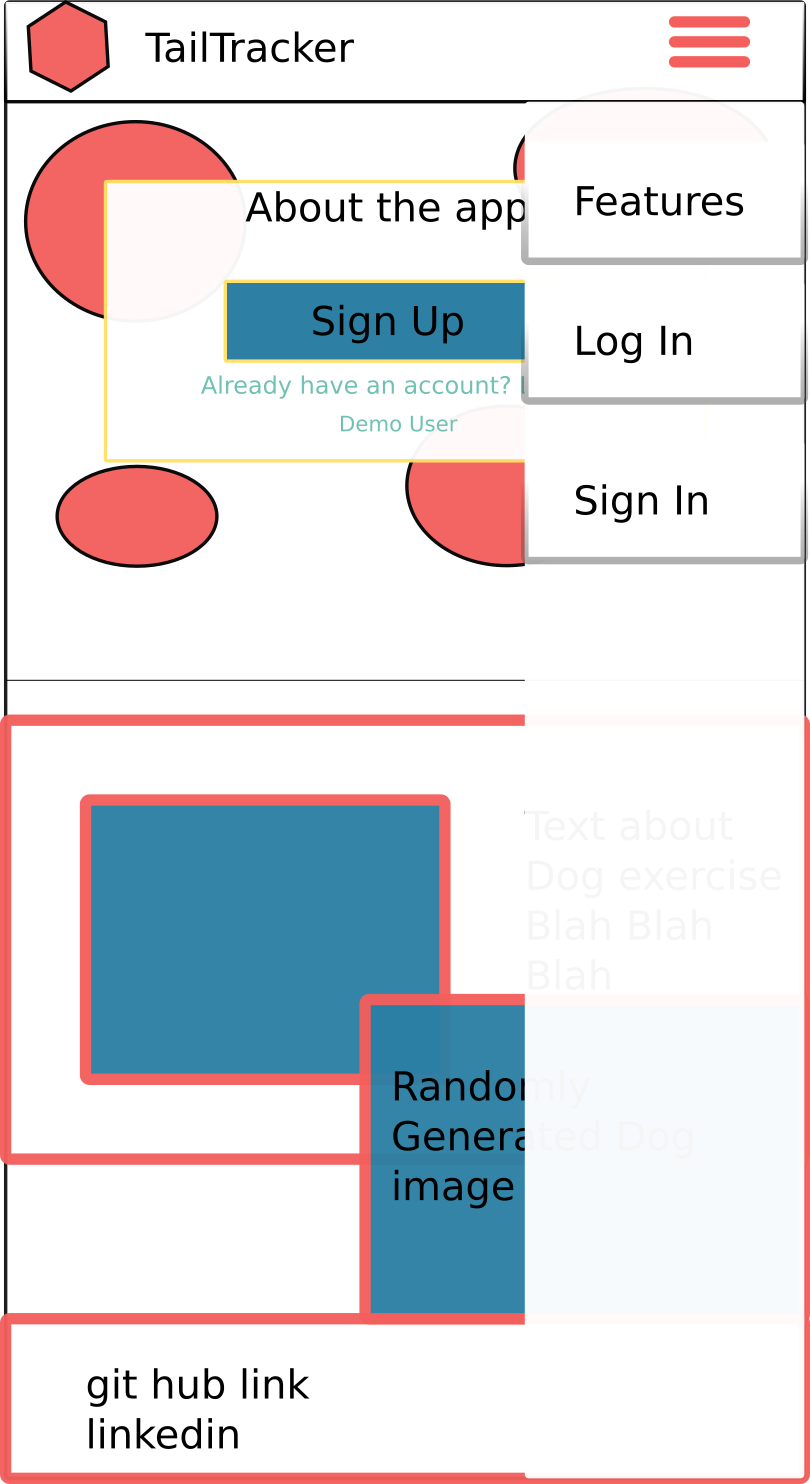 TailTracker
About the app
Features
Sign Up
Log In
Already have an account?
Demo User
Sign In
Text about
Dog exercise
Blah Blah
Blah
Randomly
Generated Dog
image
git hub link
linkedin